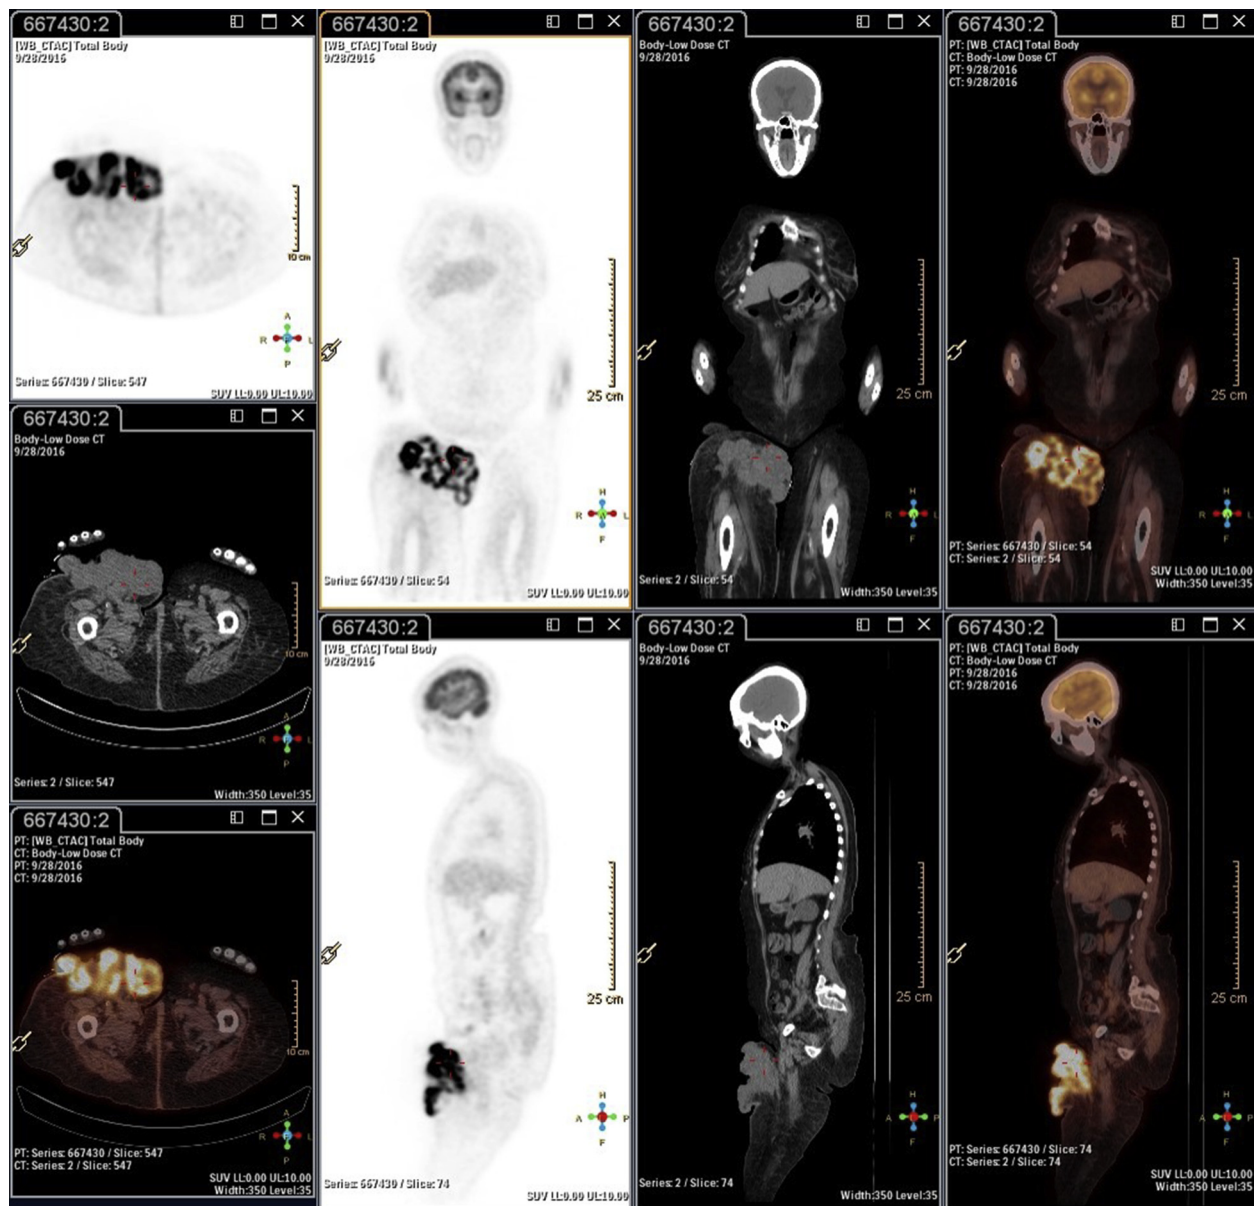 667430:2
[WB_CTAC] Total Body
9/28/2016
10 cm
A
R
L
P
Series: 667430 / Slice: 547
SUV LL:0.00 UL:10.00
667430:2
Body-Low Dose CT
9/28/2016
10 cm
A
R
L
P
Series: 2 / Slice: 547
Width:350 Level:35
667430:2
PT: [WB_CTAC] Total Body
CT: Body-Low Dose CT
PT: 9/28/2016
CT: 9/28/2016
10 cm
A
R
L
P
PT: Series: 667430 / Slice: 547
CT: Series: 2 / Slice: 547
SUV LL:0.00 UL:10.00
Width:350 Level:35
667430:2
[WB_CTAC] Total Body
9/28/2016
25 cm
H
R
A
L
F
Series: 667430 / Slice: 54
SUV LL:0.00 UL:10.00
667430:2
Body-Low Dose CT
9/28/2016
25 cm
H
R
A
L
F
Series: 2 / Slice: 54
Width:350 Level:35
667430:2
PT: [WB_CTAC] Total Body
CT: Body-Low Dose CT
PT: 9/28/2016
CT: 9/28/2016
25 cm
H
R
A
L
F
PT: Series: 667430 / Slice: 54
CT: Series: 2 / Slice: 54
SUV LL:0.00 UL:10.00
Width:350 Level:35
667430:2
[WB_CTAC] Total Body
9/28/2016
25 cm
H
A
P
F
Series: 667430 / Slice: 74
SUV LL:0.00 UL:10.00
667430:2
Body-Low Dose CT
9/28/2016
25 cm
H
A
P
F
Series: 2 / Slice: 74
Width:350 Level:35
667430:2
PT: [WB_CTAC] Total Body
CT: Body-Low Dose CT
PT: 9/28/2016
CT: 9/28/2016
25 cm
H
A
P
F
PT: Series: 667430 / Slice: 74
CT: Series: 2 / Slice: 74
SUV LL:0.00 UL:10.00
Width:350 Level:35